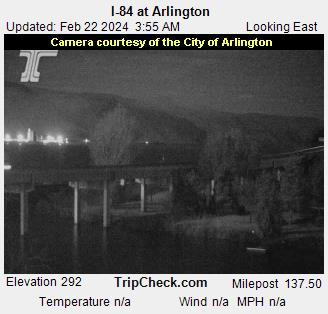 I-84 at Arlington
Updated: Feb 22 2024 3:55 AM Looking East
Camera courtesy of the City of Arlington
Elevation 292 TripCheck.com Milepost 137.50
Temperature n/a Wind n/a MPH n/a